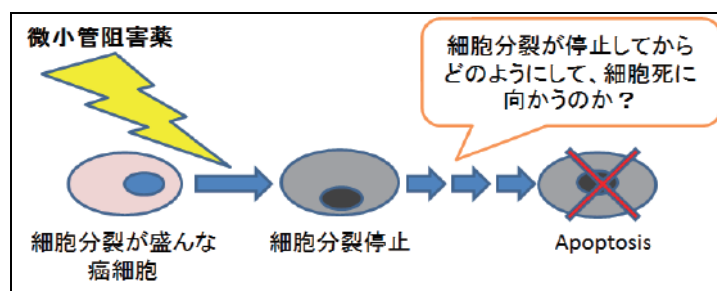 微小管阻害薬
細胞分裂が停止してから
どのようにして、細胞死に
向かうのか？
細胞分裂が盛んな
癌細胞
細胞分裂停止
Apoptosis